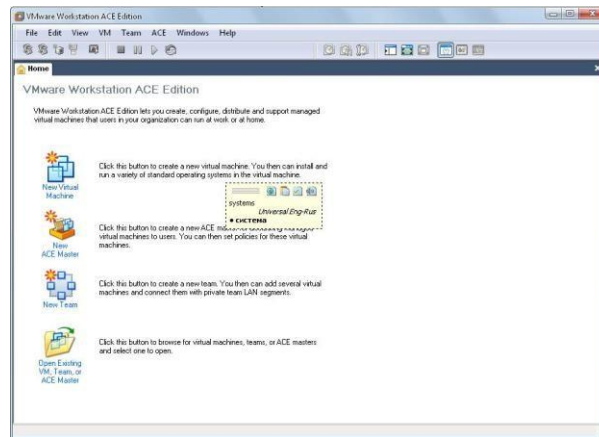 VMware Workstation ACE Edition
File Edit View VM Team ACE Windows Help
Home
VMware Workstation ACE Edition
VMware Workstation ACE Edition lets you create, configure, distribute and support managed
virtual machines that users in your organization can run at work or at home.
New Virtual
Machine
Click this button to create a new virtual machine. You then can install and
run a variety of standard operating systems in the virtual machine.
systems
Universal Eng-Rus
• система
New
ACE Master
Click this button to create a new ACE
virtual machines to users. You can then set policies for these virtual
machines.
New Team
Click this button to create a new team. You then can add several virtual
machines and connect them with private team LAN segments.
Open Existing
VM, Team, or
ACE Master
Click this button to browse for virtual machines, teams, or ACE masters
and select one to open.